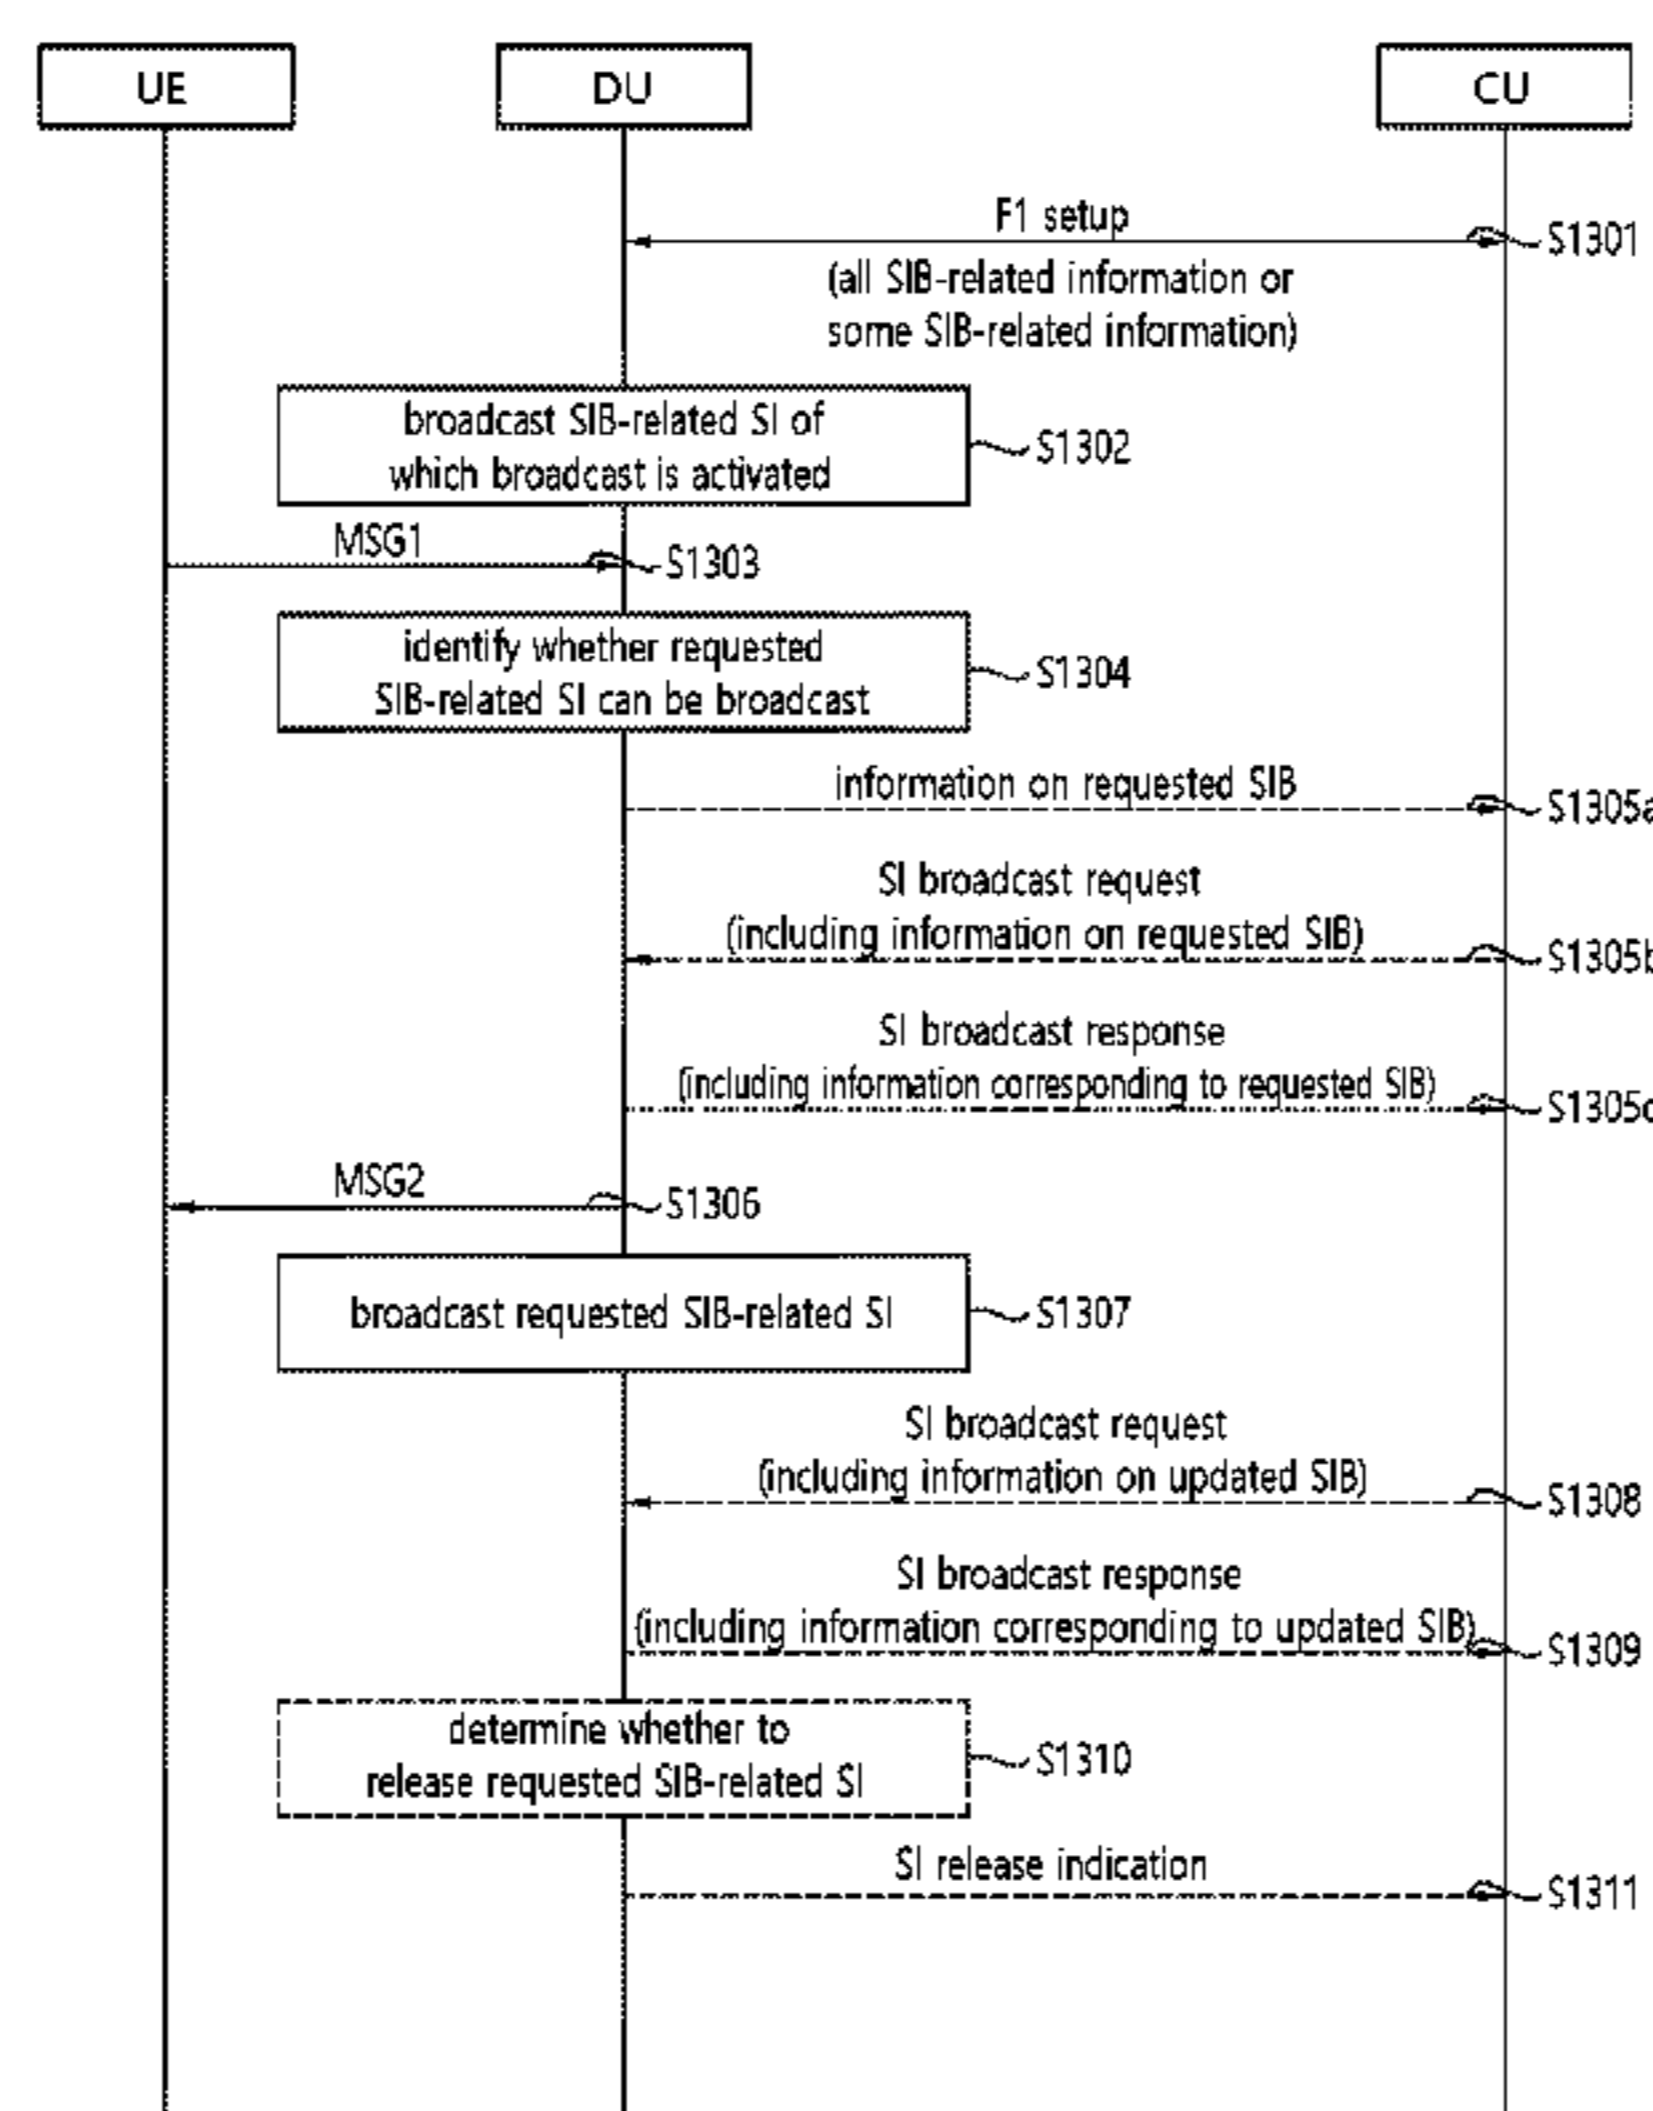 UE
DU
CU
F1 setup
S1301
(all SIB-related information or
some SIB-related information)
broadcast SIB-related SI of
which broadcast is activated
S1302
MSG1
S1303
identify whether requested
SIB-related SI can be broadcast
S1304
information on requested SIB
S1305a
SI broadcast request
(including information on requested SIB)
S1305b
SI broadcast response
(including information corresponding to requested SIB)
S1305c
MSG2
S1306
broadcast requested SIB-related SI
S1307
SI broadcast request
(including information on updated SIB)
S1308
SI broadcast response
(including information corresponding to updated SIB)
S1309
determine whether to
release requested SIB-related SI
S1310
SI release indication
S1311